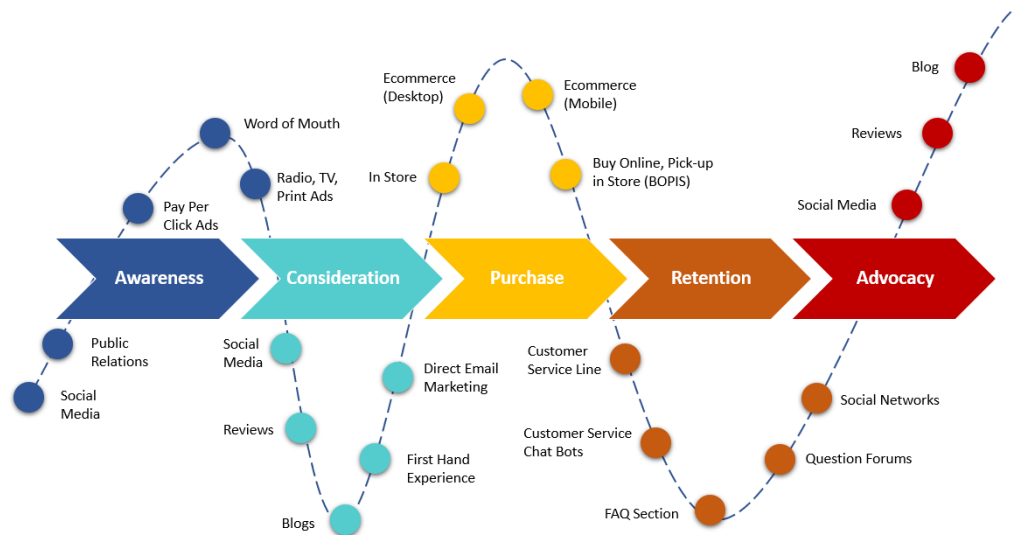 Blog
Ecommerce
(Desktop)
Ecommerce
(Mobile)
Word of Mouth
Reviews
Radio, TV,
Print Ads
In Store
Buy Online, Pick-up
in Store (BOPIS)
Pay Per
Click Ads
Social Media
Awareness
Consideration
Purchase
Retention
Advocacy
Public
Relations
Social
Media
Customer
Service Line
Direct Email
Marketing
Social
Media
Social Networks
Reviews
Customer Service
Chat Bots
First Hand
Experience
Question Forums
Blogs
FAQ Section